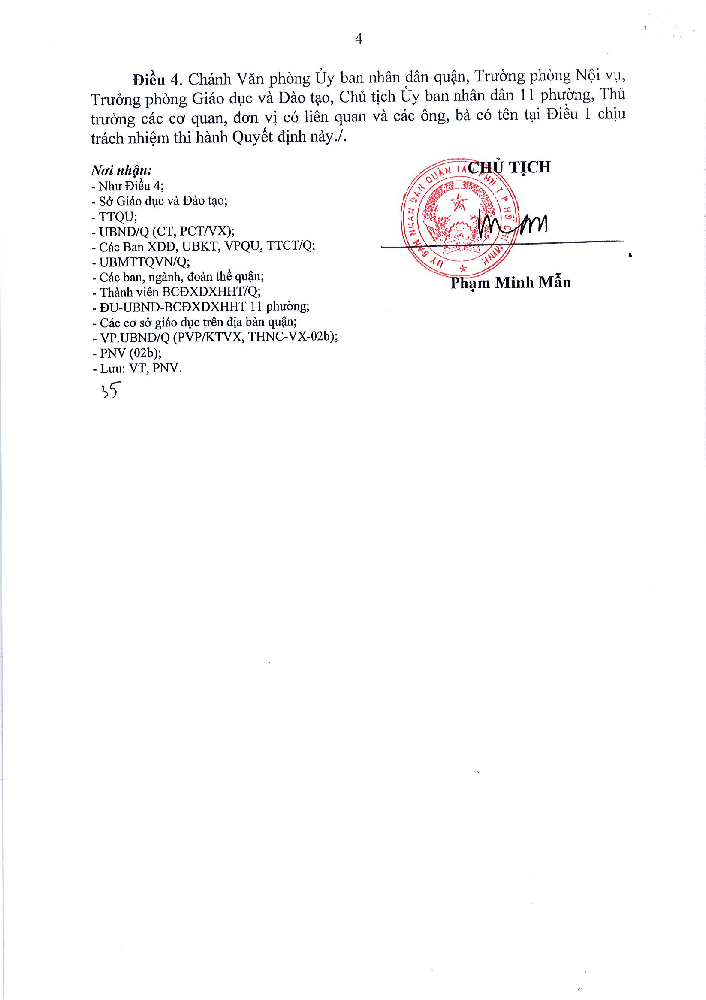 4
Điều 4. Chánh Văn phòng Ủy ban nhân dân quận, Trưởng phòng Nội vụ,
Trưởng phòng Giáo dục và Đào tạo, Chủ tịch Ủy ban nhân dân 11 phường, Thủ
trưởng các cơ quan, đơn vị có liên quan và các ông, bà có tên tại Điều 1 chịu
trách nhiệm thi hành Quyết định này./.
Nơi nhận:
- Như Điều 4;
- Sở Giáo dục và Đào tạo;
- TTQU;
- UBND/Q (CT, PCT/VX);
- Các Ban XDĐ, UBKT, VPQU, TTCT/Q;
- UBMTTQVN/Q;
- Các ban, ngành, đoàn thể quận;
- Thành viên BCĐXDXHHT/Q;
- ĐU-UBND-BCĐXDXHHT 11 phường;
- Các cơ sở giáo dục trên địa bàn quận;
- VP.UBND/Q (PVP/KTVX, THNC-VX-02b);
- PNV (02b);
- Lưu: VT, PNV.
35
CHỦ TỊCH
ỦY BAN NHÂN DÂN QUẬN TÂN PHÚ T.P HỒ CHÍ MINH
Phạm Minh Mẫn